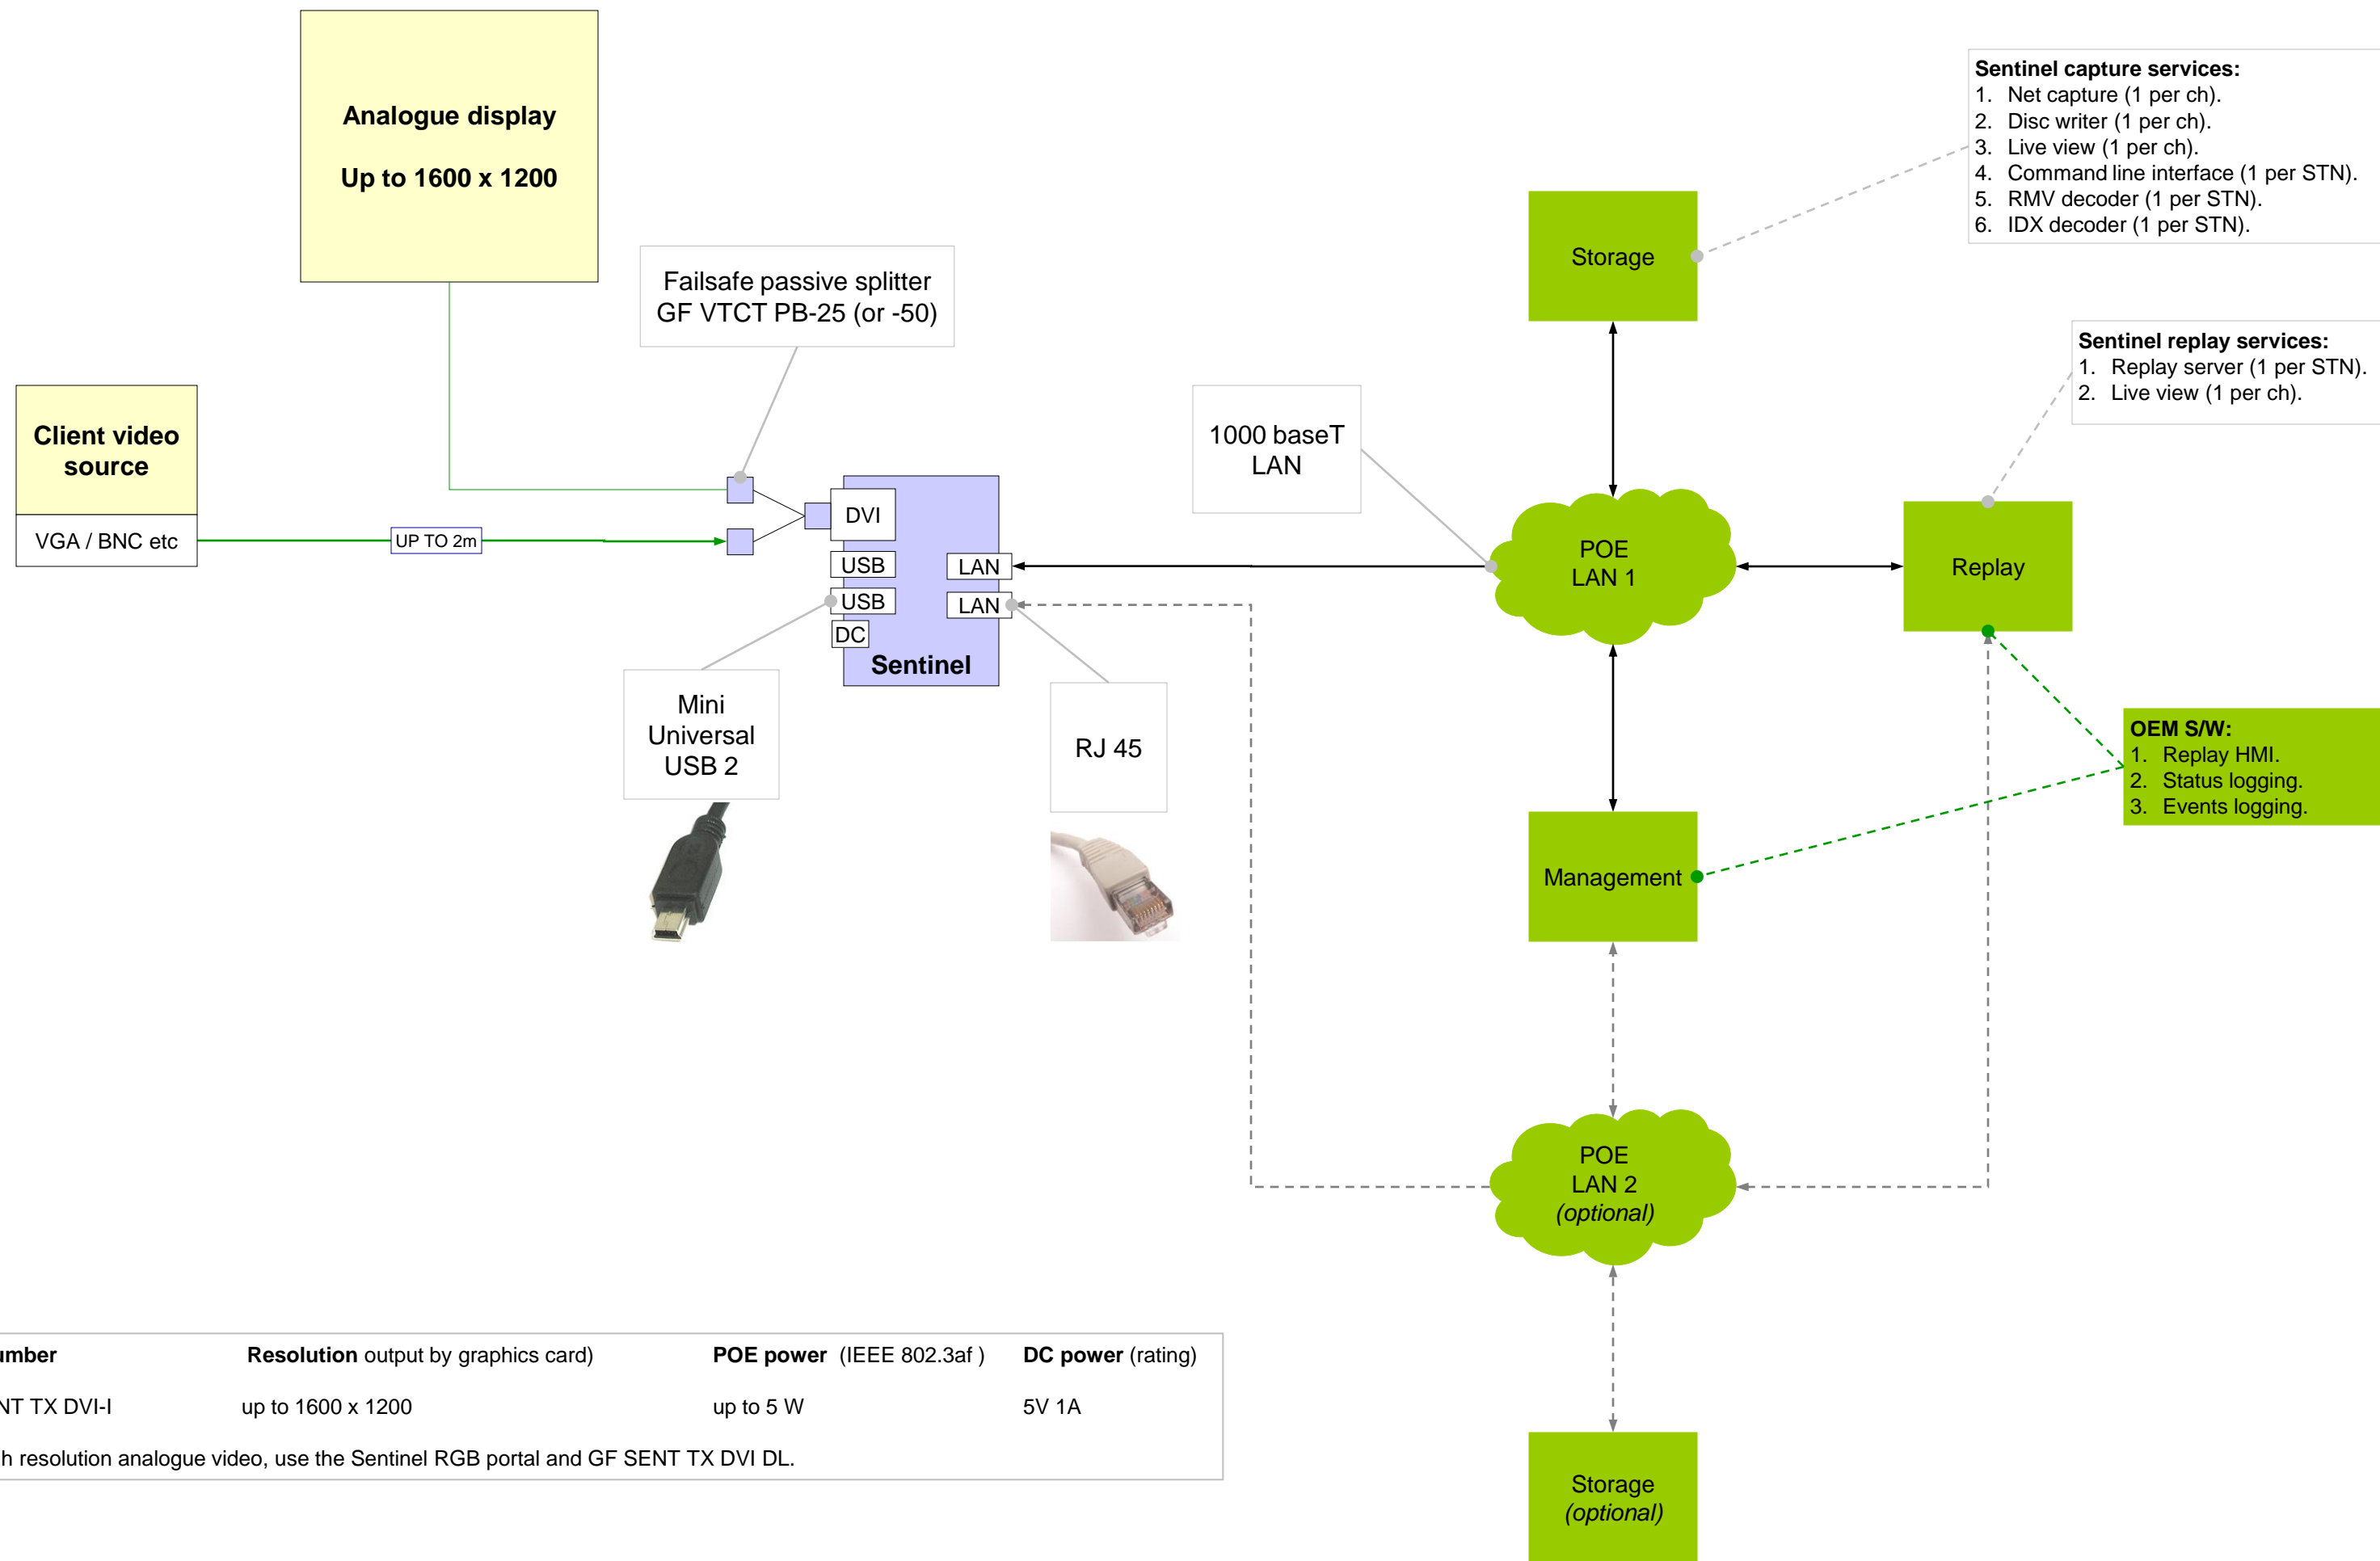 Analogue display
Up to 1600 x 1200
Sentinel capture services:
1. Net capture (1 per ch).
2. Disc writer (1 per ch).
3. Live view (1 per ch).
4. Command line interface (1 per STN).
5. RMV decoder (1 per STN).
6. IDX decoder (1 per STN).
Storage
Failsafe passive splitter
GF VTCT PB-25 (or -50)
Sentinel replay services:
1. Replay server (1 per STN).
2. Live view (1 per ch).
Client video
source
VGA / BNC etc
UP TO 2m
1000 baseT
LAN
DVI
USB
USB
DC
LAN
LAN
Sentinel
POE
LAN 1
Replay
Mini
Universal
USB 2
RJ 45
OEM S/W:
1. Replay HMI.
2. Status logging.
3. Events logging.
Management
POE
LAN 2
(optional)
umber Resolution output by graphics card) POE power (IEEE 802.3af ) DC power (rating)
NT TX DVI-I up to 1600 x 1200 up to 5 W 5V 1A
h resolution analogue video, use the Sentinel RGB portal and GF SENT TX DVI DL.
Storage
(optional)